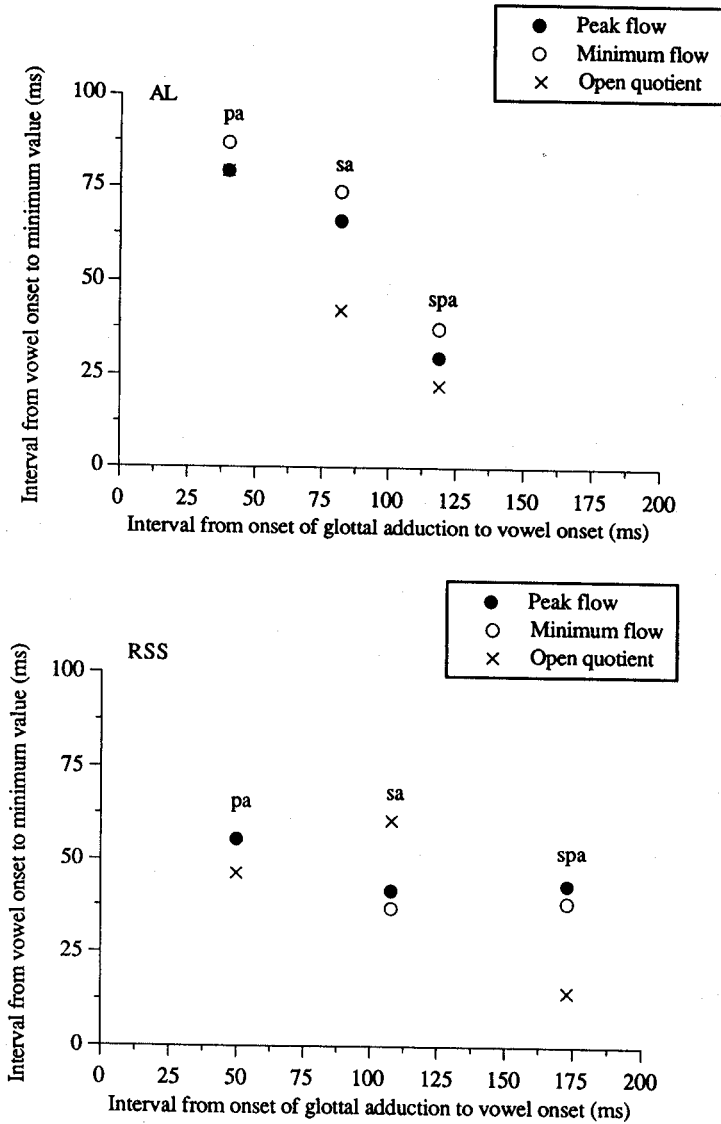 Peak flow
Minimum flow
Open quotient
Interval from vowel onset to minimum value (ms)
AL
100
75
50
25
0
pa
sa
spa
0 25 50 75 100 125 150 175 200
Interval from onset of glottal adduction to vowel onset (ms)
Peak flow
Minimum flow
Open quotient
Interval from vowel onset to minimum value (ms)
RSS
100
75
50
25
0
pa
sa
spa
0 25 50 75 100 125 150 175 200
Interval from onset of glottal adduction to vowel onset (ms)